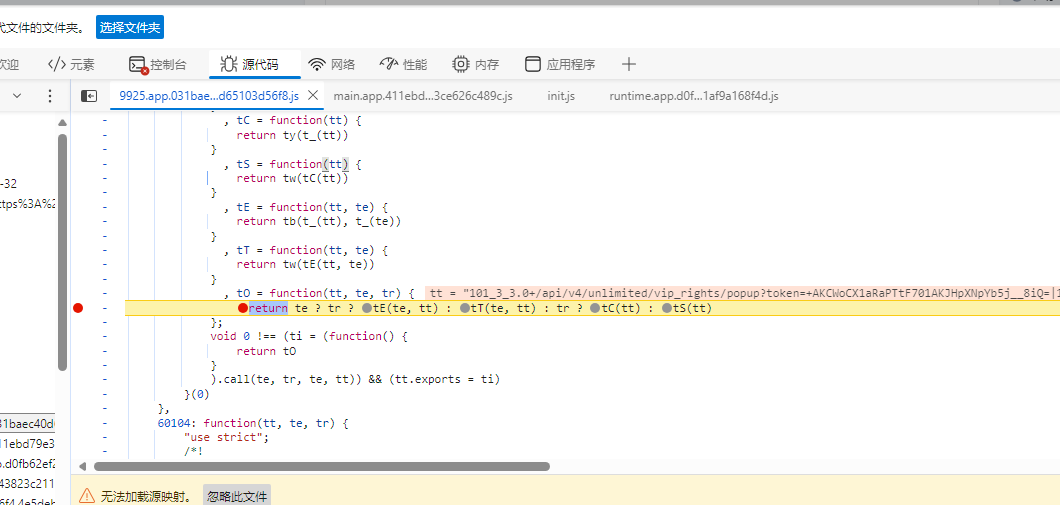 代文件的文件夹。 选择文件夹
欢迎 元素 控制台 源代码 网络 性能 内存 应用程序
9925.app.031bae...d65103d56f8.js main.app.411ebd...3ce626c489c.js init.js runtime.app.d0f...1af9a168f4d.js
, tC = function(tt) {
return ty(t_(tt))
}
, tS = function(tt) {
-32
return tw(tC(tt))
}
ttps%3A%2
, tE = function(tt, te) {
return tb(t_(tt), t_(te))
}
, tT = function(tt, te) {
return tw(tE(tt, te))
}
, tO = function(tt, te, tr) { tt = "101_3_3.0+/api/v4/unlimited/vip_rights/popup?token=+AKCWoCX1aRaPTtF701AKJHpXNpYb5j__8iQ=|1
return te ? tr ? tE(te, tt) : tT(te, tt) : tr ? tC(tt) : tS(tt)
};
void 0 !== (ti = (function() {
return tO
}
).call(te, tr, te, tt)) && (tt.exports = ti)
}(0)
},
31baec40d
60104: function(tt, te, tr) {
11ebd79e3
"use strict";
.d0fb62ef2
/*!
43823c211
无法加载源映射。 忽略此文件